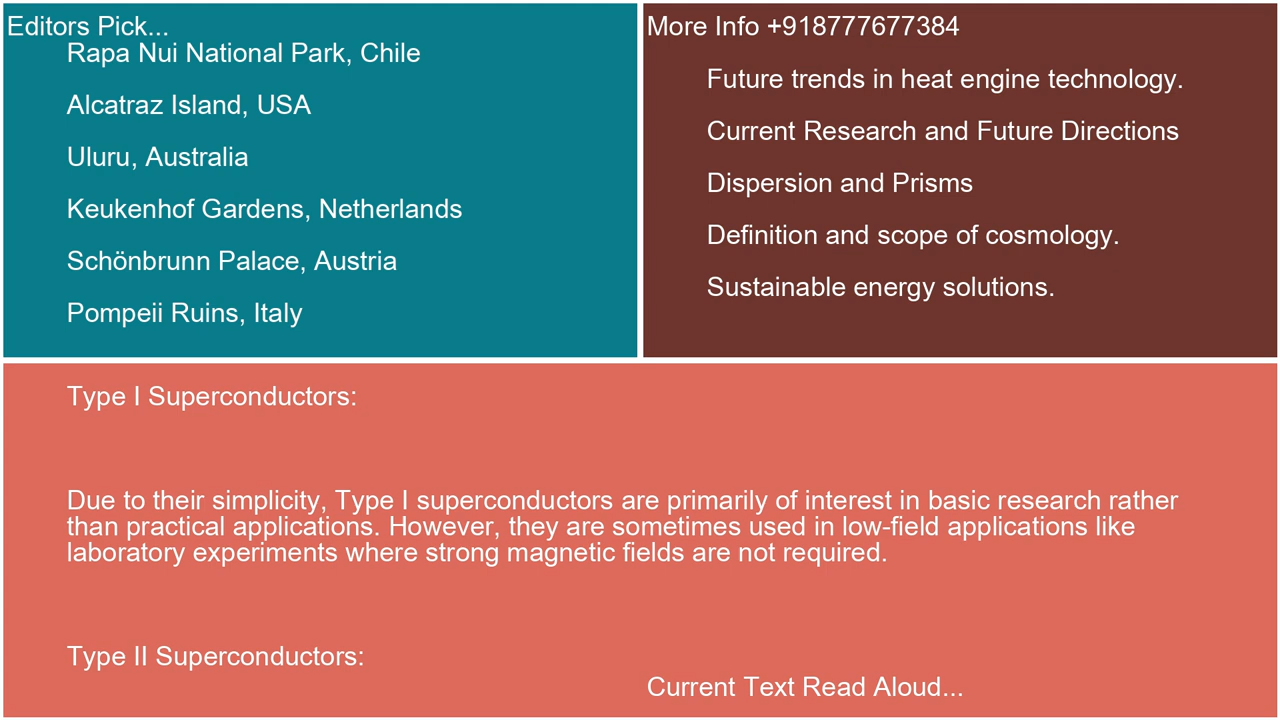 Editors Pick...
Rapa Nui National Park, Chile
Alcatraz Island, USA
Uluru, Australia
Keukenhof Gardens, Netherlands
Schönbrunn Palace, Austria
Pompeii Ruins, Italy
More Info +918777677384
Future trends in heat engine technology.
Current Research and Future Directions
Dispersion and Prisms
Definition and scope of cosmology.
Sustainable energy solutions.
Type I Superconductors:
Due to their simplicity, Type I superconductors are primarily of interest in basic research rather
than practical applications. However, they are sometimes used in low-field applications like
laboratory experiments where strong magnetic fields are not required.
Type II Superconductors:
Current Text Read Aloud...